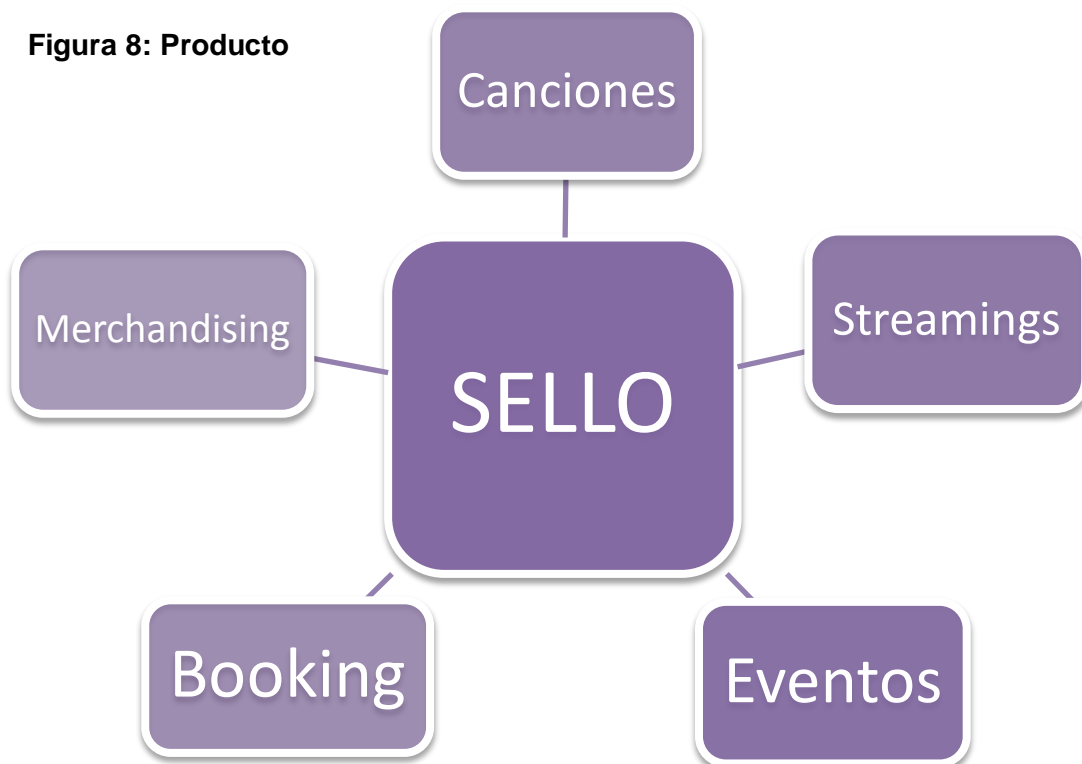 Figura 8: Producto
Canciones
Merchandising
Streamings
SELLO
Booking
Eventos